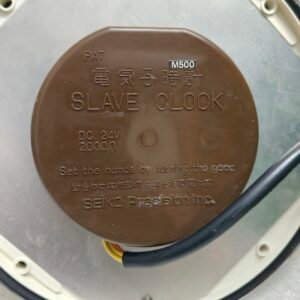 PAT
M500
電気子時計
SLAVE CLOCK
DC. 24V
2000Ω
Set the hands by turning the gear.
SEIKO Precision Inc.